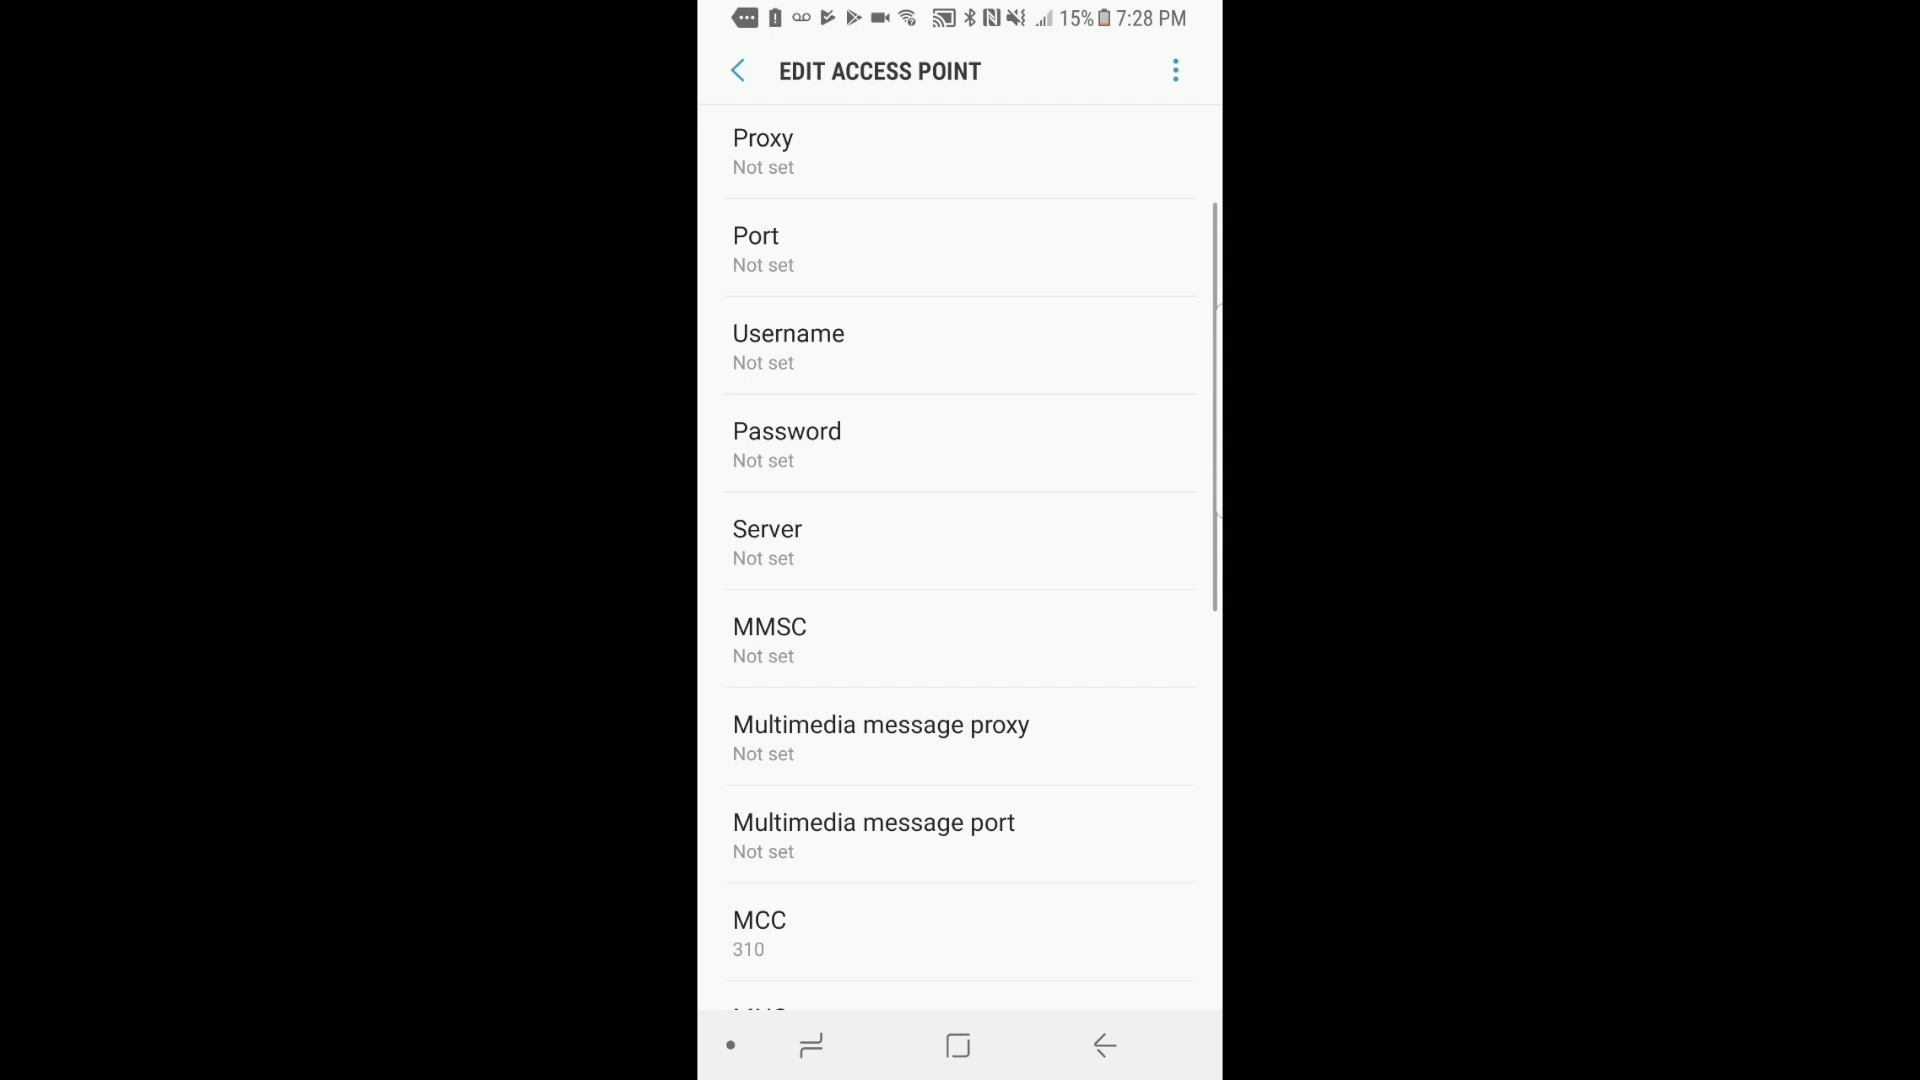 15% 7:28 PM
EDIT ACCESS POINT
Proxy
Not set
Port
Not set
Username
Not set
Password
Not set
Server
Not set
MMSC
Not set
Multimedia message proxy
Not set
Multimedia message port
Not set
MCC
310